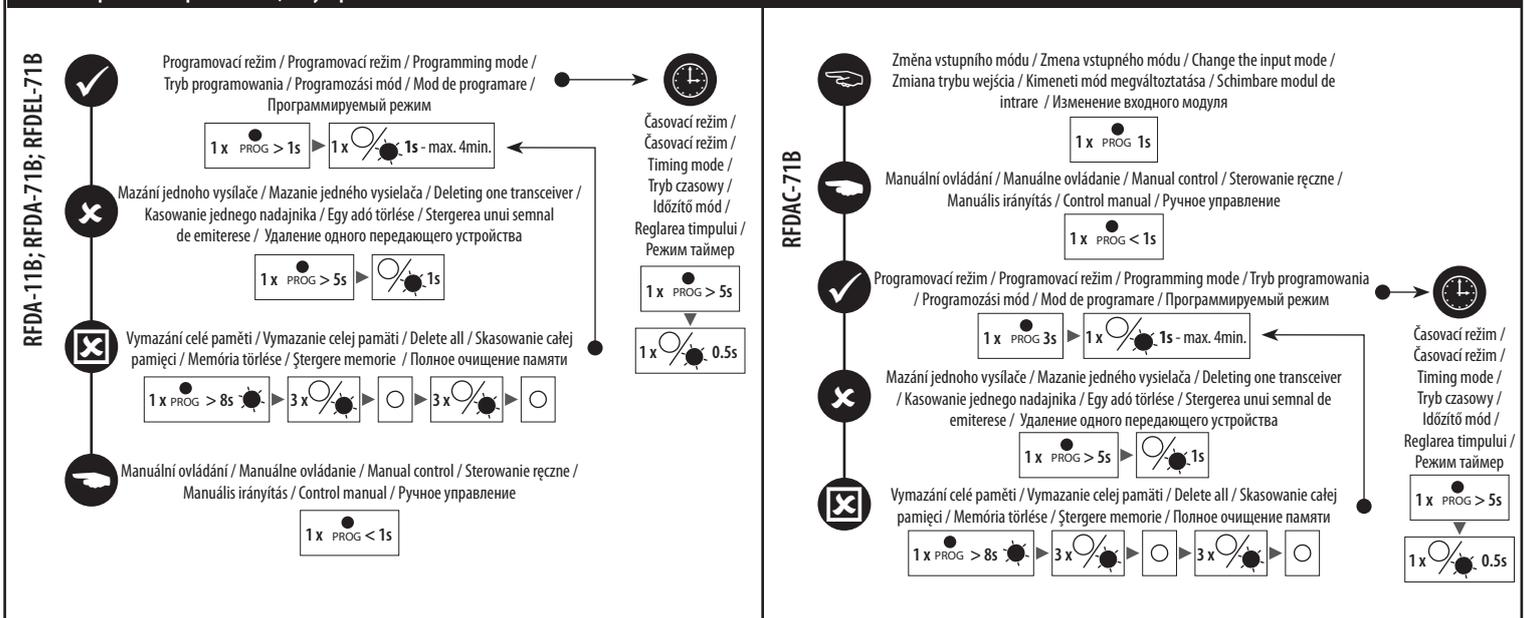 RFDA-11B; RFDA-71B; RFDEL-71B
Programovací režim / Programovací režim / Programming mode /
Tryb programowania / Programozási mód / Mod de programare /
Программируемый режим
1 x PROG > 1s
1 x 1s - max. 4min.
Časovací režim /
Časovací režim /
Timing mode /
Tryb czasowy /
Időzítő mód /
Reglarea timpului /
Режим таймер
1 x PROG > 5s
1 x 0.5s
Mazání jednoho vysílače / Mazanie jedného vysielača / Deleting one transceiver /
Kasowanie jednego nadajnika / Egy adó törlése / Stergerea unui semnal
de emiterese / Удаление одного передающего устройства
1 x PROG > 5s
1s
Vymazání celé paměti / Vymazanie celej pamäti / Delete all / Skasowanie całej
pamięci / Memória törlése / Ştergere memorie / Полное очищение памяти
1 x PROG > 8s
3 x
3 x
Manuální ovládání / Manuálne ovládanie / Manual control / Sterowanie ręczne /
Manuális irányítás / Control manual / Ручное управление
1 x PROG < 1s
RFDAC-71B
Změna vstupního módu / Zmena vstupného módu / Change the input mode /
Zmiana trybu wejścia / Kimeneti mód megváltoztatása / Schimbare modul de
intrare / Изменение входного модуля
1 x PROG 1s
Manuální ovládání / Manuálne ovládanie / Manual control / Sterowanie ręczne /
Manuális irányítás / Control manual / Ручное управление
1 x PROG < 1s
Programovací režim / Programovací režim / Programming mode / Tryb programowania
/ Programozási mód / Mod de programare / Программируемый режим
1 x PROG 3s
1 x 1s - max. 4min.
Časovací režim /
Časovací režim /
Timing mode /
Tryb czasowy /
Időzítő mód /
Reglarea timpului /
Режим таймер
1 x PROG > 5s
1 x 0.5s
Mazání jednoho vysílače / Mazanie jedného vysielača / Deleting one transceiver
/ Kasowanie jednego nadajnika / Egy adó törlése / Stergerea unui semnal de
emiterese / Удаление одного передающего устройства
1 x PROG > 5s
1s
Vymazání celé paměti / Vymazanie celej pamäti / Delete all / Skasowanie całej
pamięci / Memória törlése / Ştergere memorie / Полное очищение памяти
1 x PROG > 8s
3 x
3 x